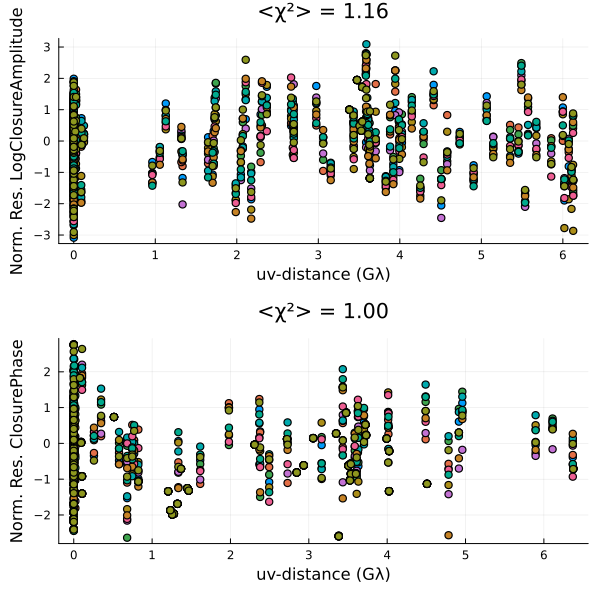 <χ²> = 1.16
Norm. Res. LogClosureAmplitude
3
2
1
0
−1
−2
−3
0 1 2 3 4 5 6
uv-distance (Gλ)
<χ²> = 1.00
Norm. Res. ClosurePhase
2
1
0
−1
−2
0 1 2 3 4 5 6
uv-distance (Gλ)